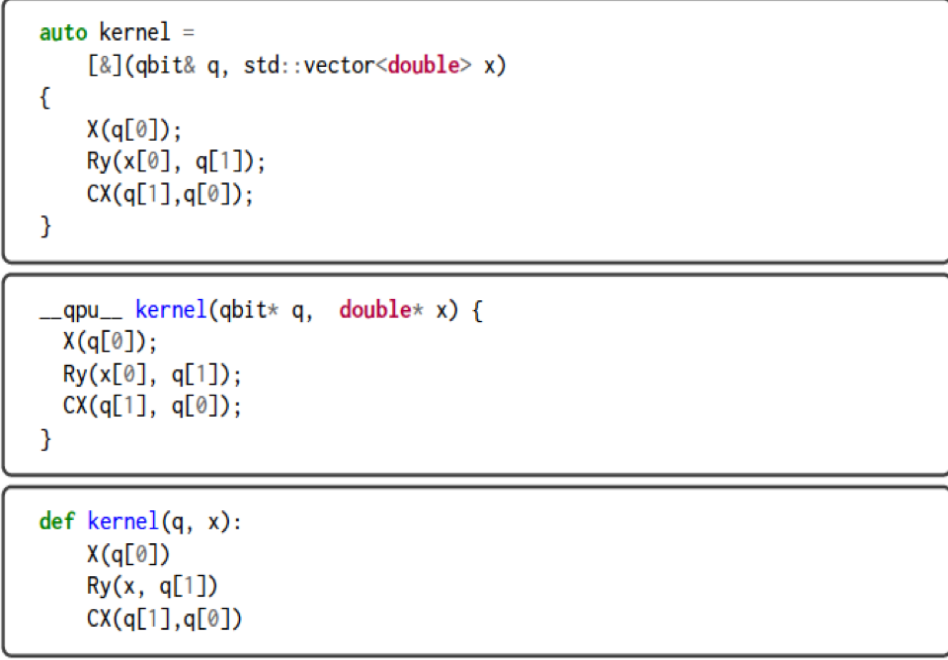 auto kernel =
    [&](qbit& q, std::vector<double> x)
{
    X(q[0]);
    Ry(x[0], q[1]);
    CX(q[1],q[0]);
}
__qpu__ kernel(qbit* q,  double* x) {
  X(q[0]);
  Ry(x[0], q[1]);
  CX(q[1], q[0]);
}
def kernel(q, x):
    X(q[0])
    Ry(x, q[1])
    CX(q[1],q[0])